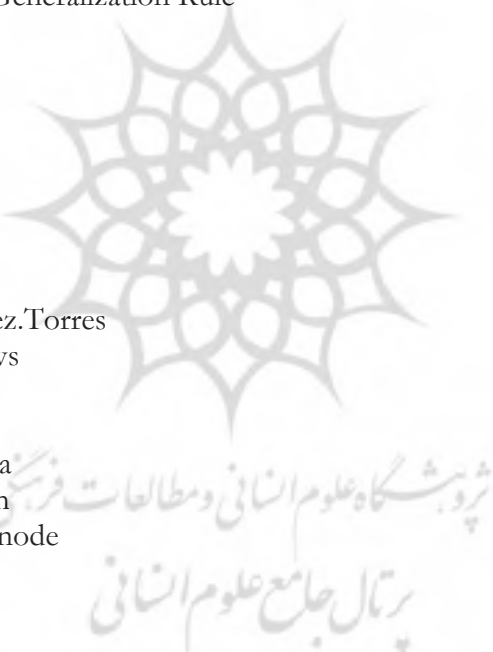 Generalization Rule
ez.Torres
ys
a
n
node
پژوهشگاه علوم انسانی و مطالعات فرهنگی
پرتال جامع علوم انسانی